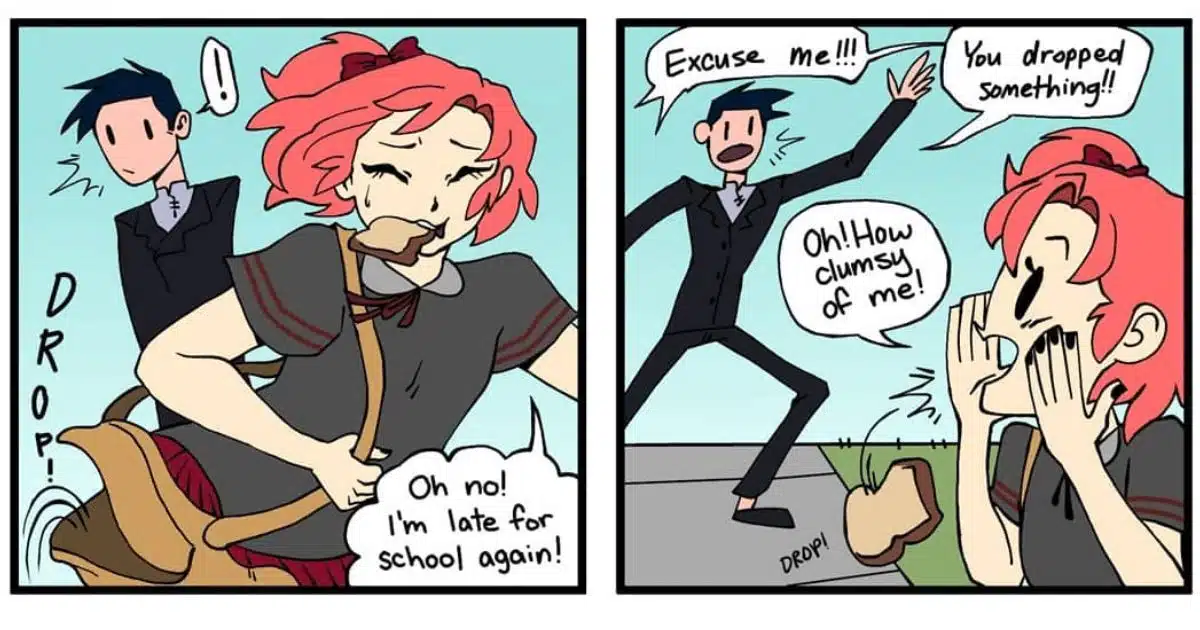 !
DROP!
Oh no!
I'm late for
school again!
Excuse me!!!
You dropped
something!!
Oh! How
clumsy
of me!
DROP!